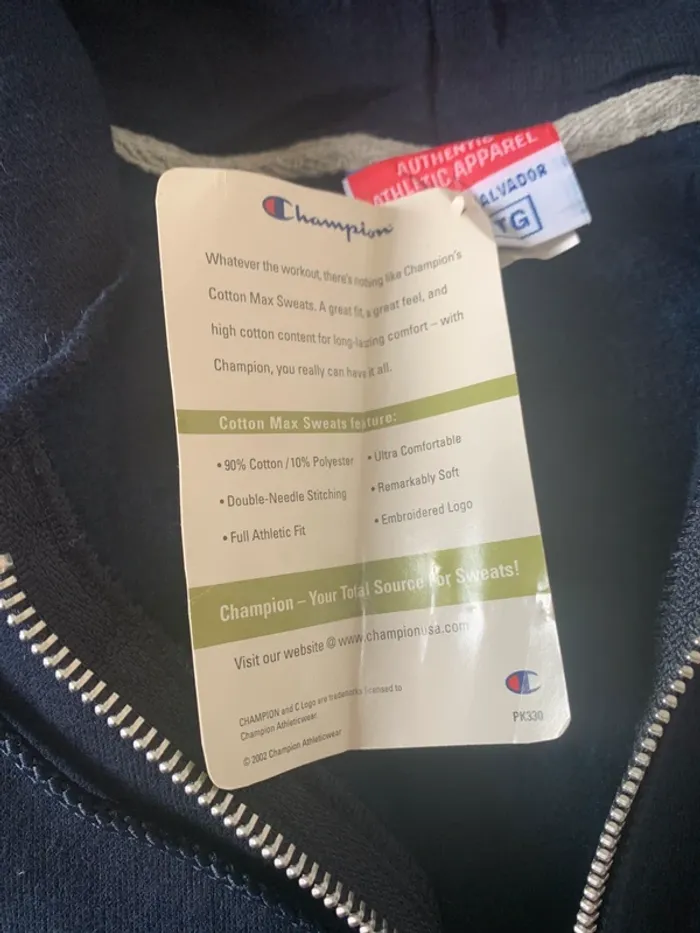 AUTHENTIC
ATHLETIC APPAREL
ALVADOR
TG
Champion
Whatever the workout, there's nothing like Champion's
Cotton Max Sweats. A great fit, a great feel, and
high cotton content for long-lasting comfort – with
Champion, you really can have it all.
Cotton Max Sweats feature:
• 90% Cotton / 10% Polyester
• Double-Needle Stitching
• Full Athletic Fit
• Ultra Comfortable
• Remarkably Soft
• Embroidered Logo
Champion – Your Total Source for Sweats!
Visit our website @ www.championusa.com
CHAMPION and C Logo are trademarks licensed to
Champion Athleticwear.
© 2002 Champion Athleticwear
PK330